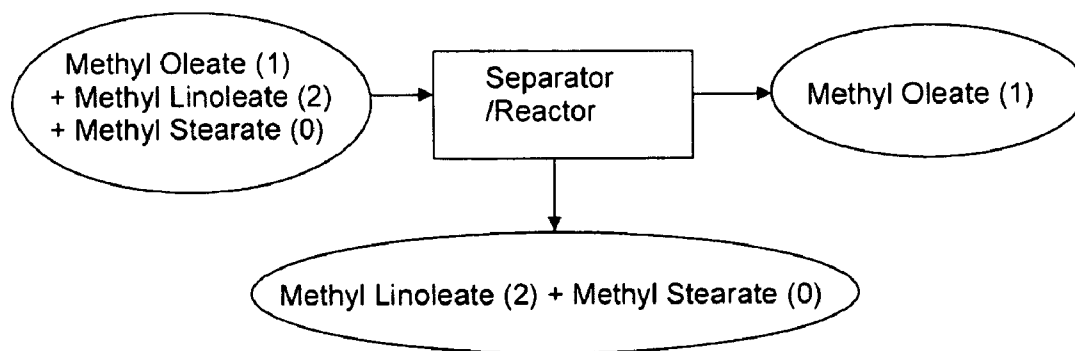 Methyl Oleate (1)
+ Methyl Linoleate (2)
+ Methyl Stearate (0)
Separator
/Reactor
Methyl Oleate (1)
Methyl Linoleate (2) + Methyl Stearate (0)